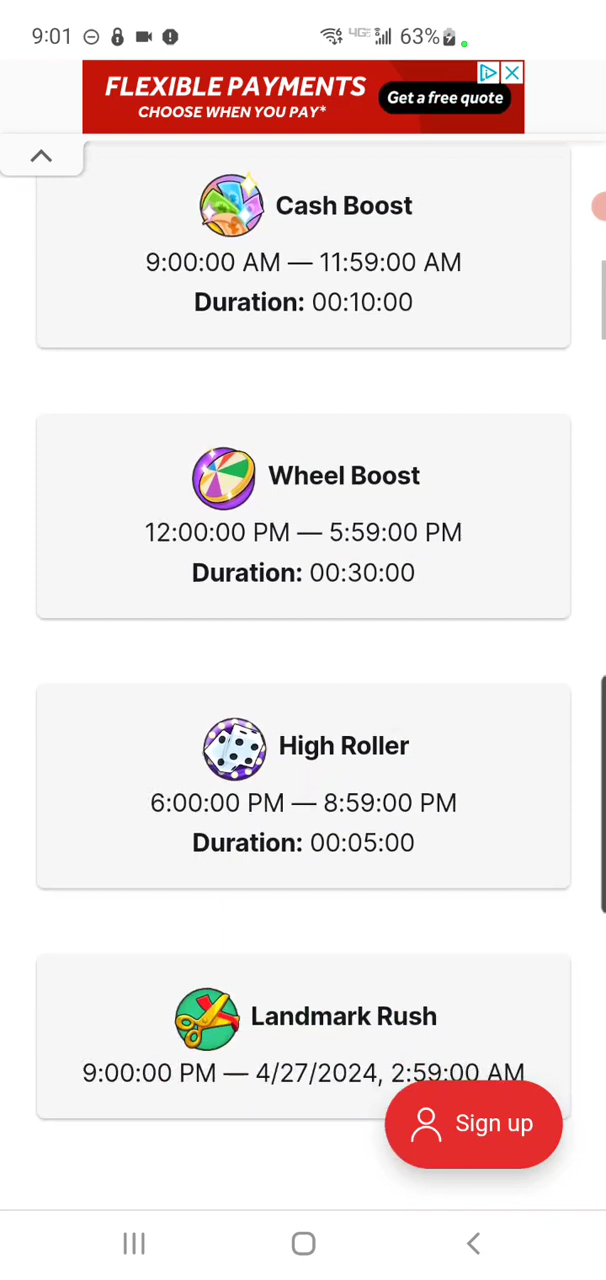 9:01 63%
FLEXIBLE PAYMENTS
CHOOSE WHEN YOU PAY*
Get a free quote
Cash Boost
9:00:00 AM — 11:59:00 AM
Duration: 00:10:00
Wheel Boost
12:00:00 PM — 5:59:00 PM
Duration: 00:30:00
High Roller
6:00:00 PM — 8:59:00 PM
Duration: 00:05:00
Landmark Rush
9:00:00 PM — 4/27/2024, 2:59:00 AM
Sign up